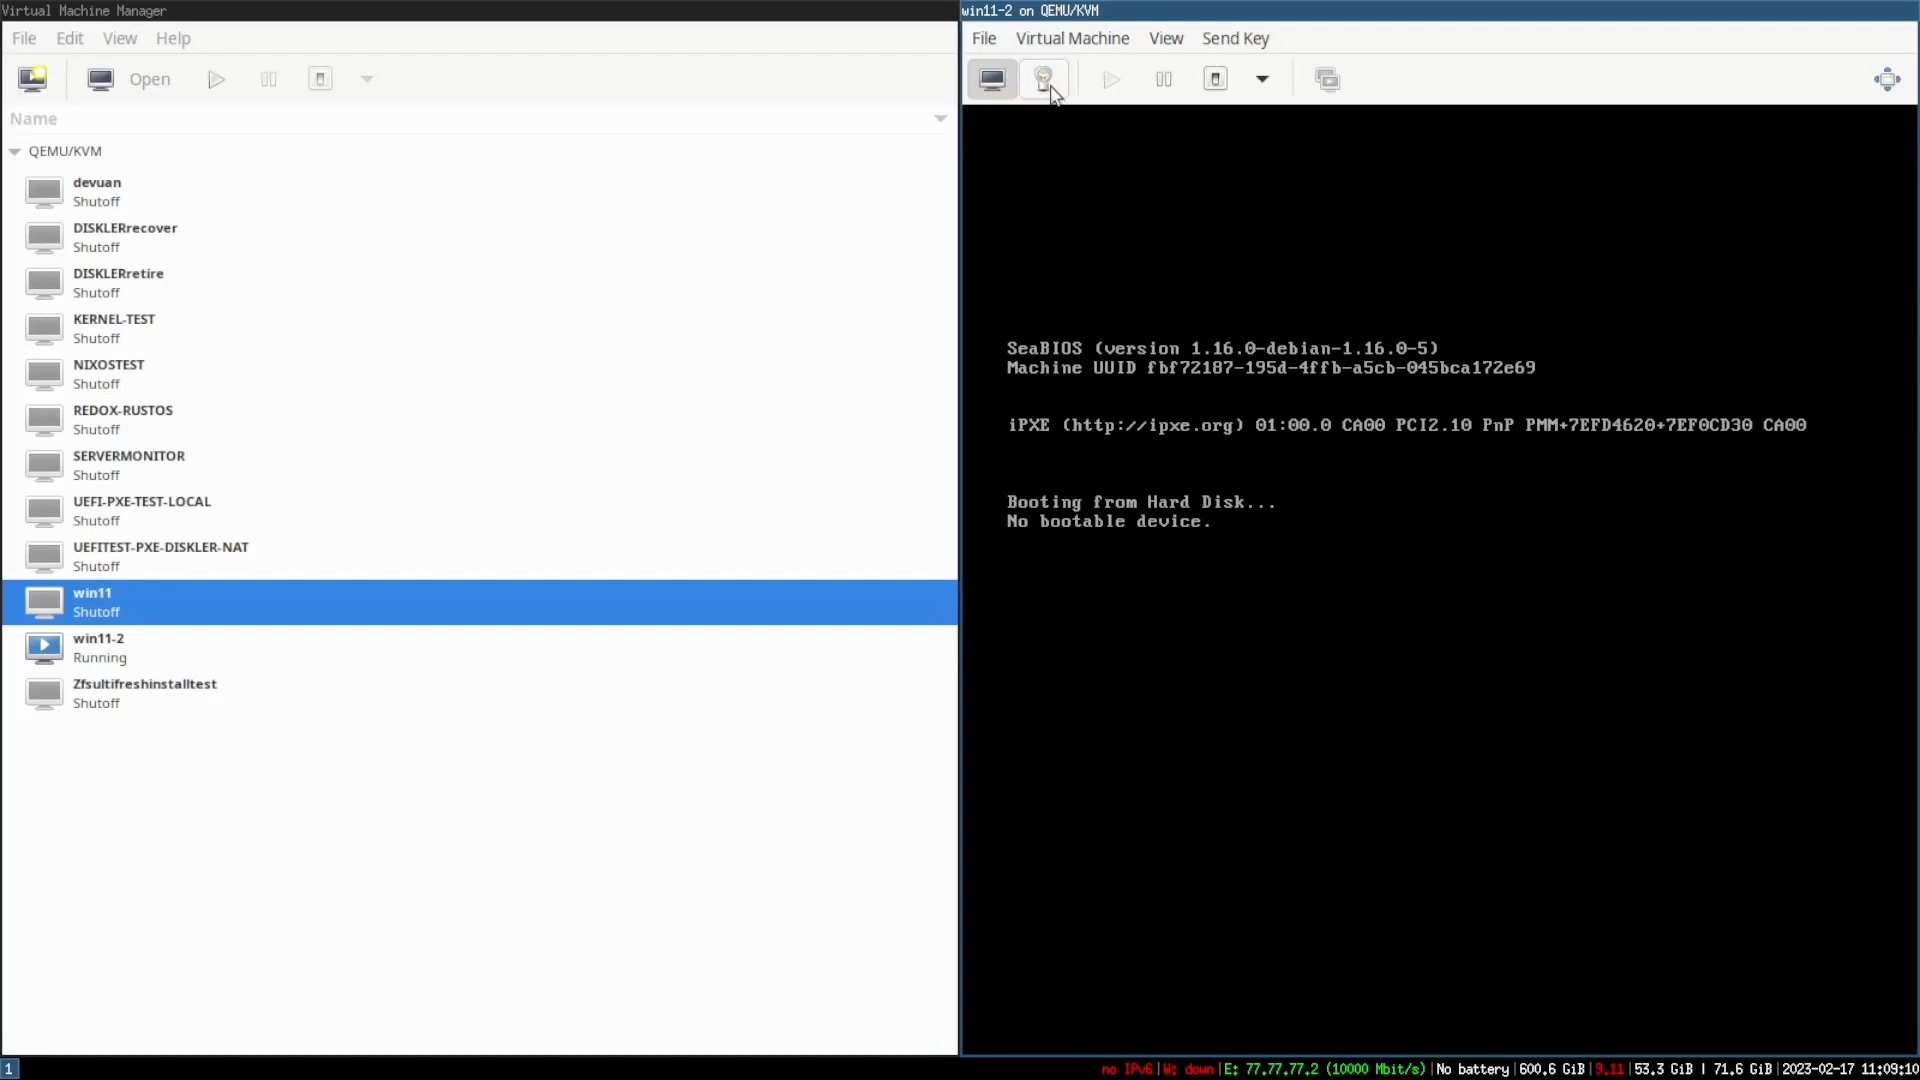 Virtual Machine Manager
File Edit View Help
Open
Name
QEMU/KVM
devuan
Shutoff
DISKLERrecover
Shutoff
DISKLERretire
Shutoff
KERNEL-TEST
Shutoff
NIXOSTEST
Shutoff
REDOX-RUSTOS
Shutoff
SERVERMONITOR
Shutoff
UEFI-PXE-TEST-LOCAL
Shutoff
UEFITEST-PXE-DISKLER-NAT
Shutoff
win11
Shutoff
win11-2
Running
Zfsultifreshinstalltest
Shutoff
win11-2 on QEMU/KVM
File Virtual Machine View Send Key
SeaBIOS (version 1.16.0-debian-1.16.0-5)
Machine UUID fbf72187-195d-4ffb-a5cb-045bca172e69
iPXE (http://ipxe.org) 01:00.0 CA00 PCI2.10 PnP PMM+7EFD4620+7EF0CD30 CA00
Booting from Hard Disk...
No bootable device.
1
no IPv6|W: down|E: 77.77.77.2 (10000 Mbit/s)|No battery|600.6 GiB|9.11|53.3 GiB | 71.6 GiB|2023-02-17 11:09:10